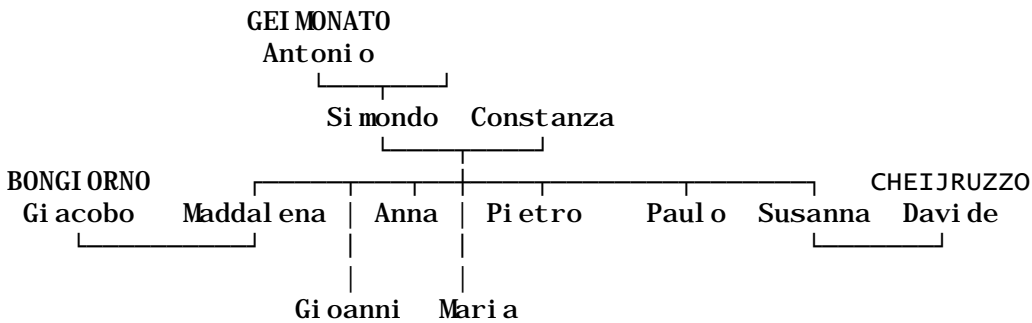 GEIMONATO
Antonio
Simondo Constanza
BONGIORNO CHEIJRUZZO
Giacobo Maddalena Anna Pietro Paulo Susanna Davide
Gioanni Maria